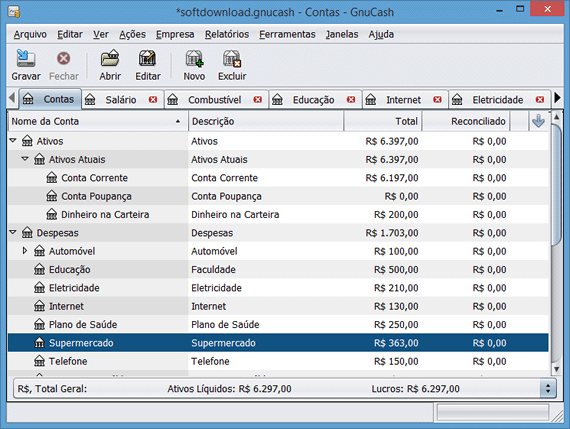 *softdownload.gnucash - Contas - GnuCash
Arquivo Editar Ver Ações Empresa Relatórios Ferramentas Janelas Ajuda
Gravar Fechar Abrir Editar Novo Excluir
Contas Salário Combustível Educação Internet Eletricidade
Nome da Conta Descrição Total Reconciliado
Ativos Ativos R$ 6.397,00 R$ 0,00
Ativos Atuais Ativos Atuais R$ 6.397,00 R$ 0,00
Conta Corrente Conta Corrente R$ 6.197,00 R$ 0,00
Conta Poupança Conta Poupança R$ 0,00 R$ 0,00
Dinheiro na Carteira Dinheiro na Carteira R$ 200,00 R$ 0,00
Despesas Despesas R$ 1.703,00 R$ 0,00
Automóvel Automóvel R$ 100,00 R$ 0,00
Educação Faculdade R$ 500,00 R$ 0,00
Eletricidade Eletricidade R$ 210,00 R$ 0,00
Internet Internet R$ 130,00 R$ 0,00
Plano de Saúde Plano de Saúde R$ 250,00 R$ 0,00
Supermercado Supermercado R$ 363,00 R$ 0,00
Telefone Telefone R$ 150,00 R$ 0,00
R$, Total Geral: Ativos Líquidos: R$ 6.297,00 Lucros: R$ 6.297,00